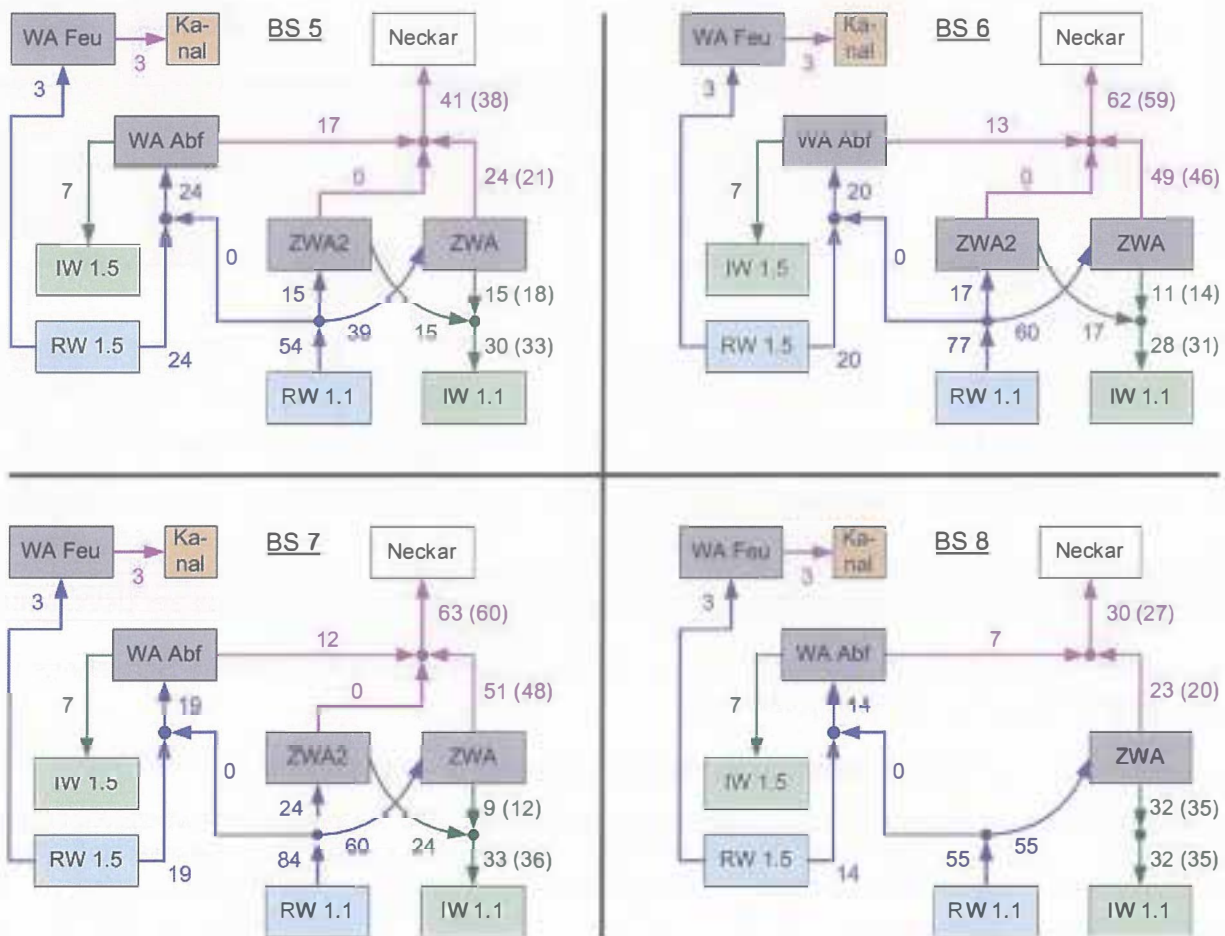 WA Feu
Ka-
nal
BS 5
Neckar
3
3
41 (38)
WA Abf
17
7
24
0
24 (21)
ZWA2
ZWA
IW 1.5
0
15
15 (18)
RW 1.5
39
15
24
54
30 (33)
RW 1.1
IW 1.1
WA Feu
Ka-
nal
BS 6
Neckar
3
3
62 (59)
WA Abf
13
7
20
0
49 (46)
ZWA2
ZWA
IW 1.5
0
17
11 (14)
RW 1.5
60
17
20
77
28 (31)
RW 1.1
IW 1.1
WA Feu
Ka-
nal
BS 7
Neckar
3
3
63 (60)
WA Abf
12
7
19
0
51 (48)
ZWA2
ZWA
IW 1.5
0
24
9 (12)
RW 1.5
60
24
19
84
33 (36)
RW 1.1
IW 1.1
WA Feu
Ka-
nal
BS 8
Neckar
3
3
30 (27)
WA Abf
7
7
14
23 (20)
ZWA
IW 1.5
0
32 (35)
RW 1.5
55
14
55
32 (35)
RW 1.1
IW 1.1